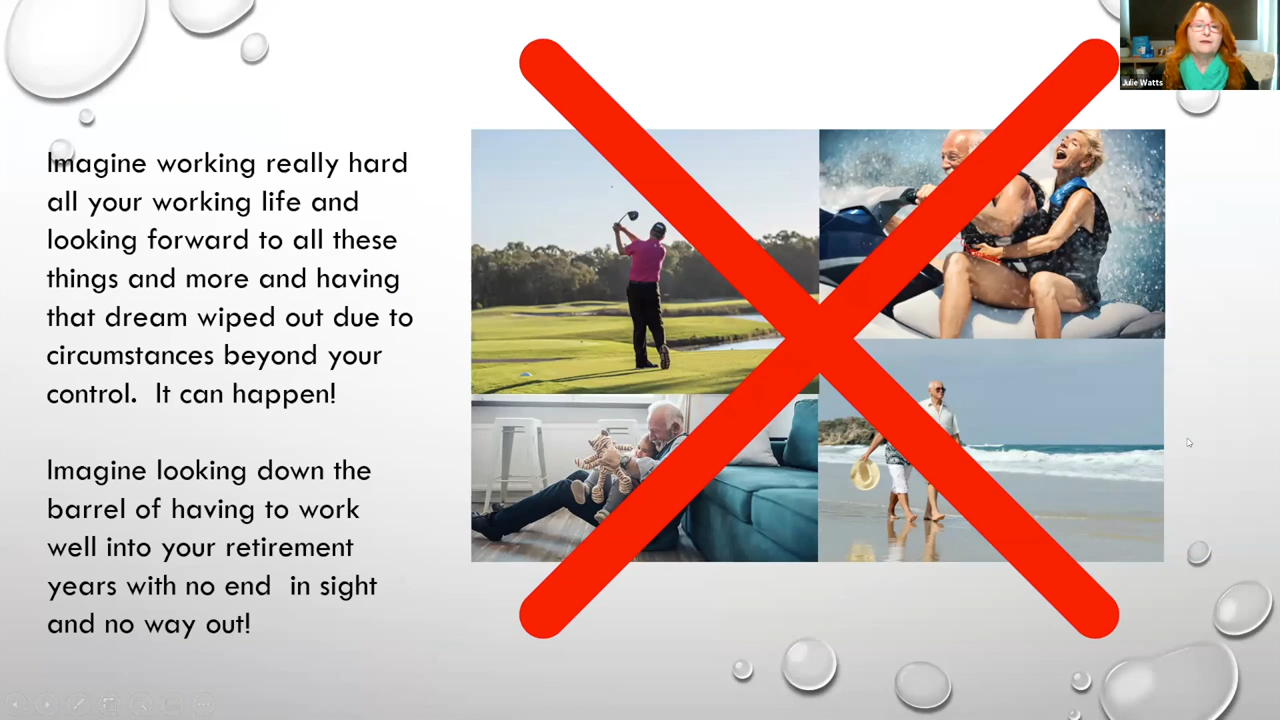 Julie Watts
Imagine working really hard
all your working life and
looking forward to all these
things and more and having
that dream wiped out due to
circumstances beyond your
control.  It can happen!
Imagine looking down the
barrel of having to work
well into your retirement
years with no end  in sight
and no way out!